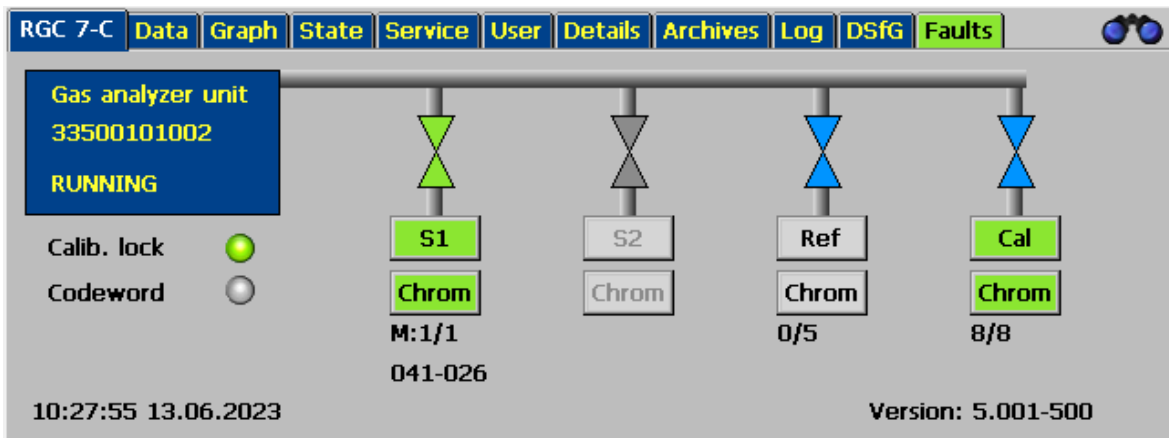 RGC 7-C Data Graph State Service User Details Archives Log DSfG Faults
Gas analyzer unit
33500101002
RUNNING
Calib. lock
Codeword
S1 S2 Ref Cal
Chrom Chrom Chrom Chrom
M:1/1 0/5 8/8
041-026
10:27:55 13.06.2023 Version: 5.001-500